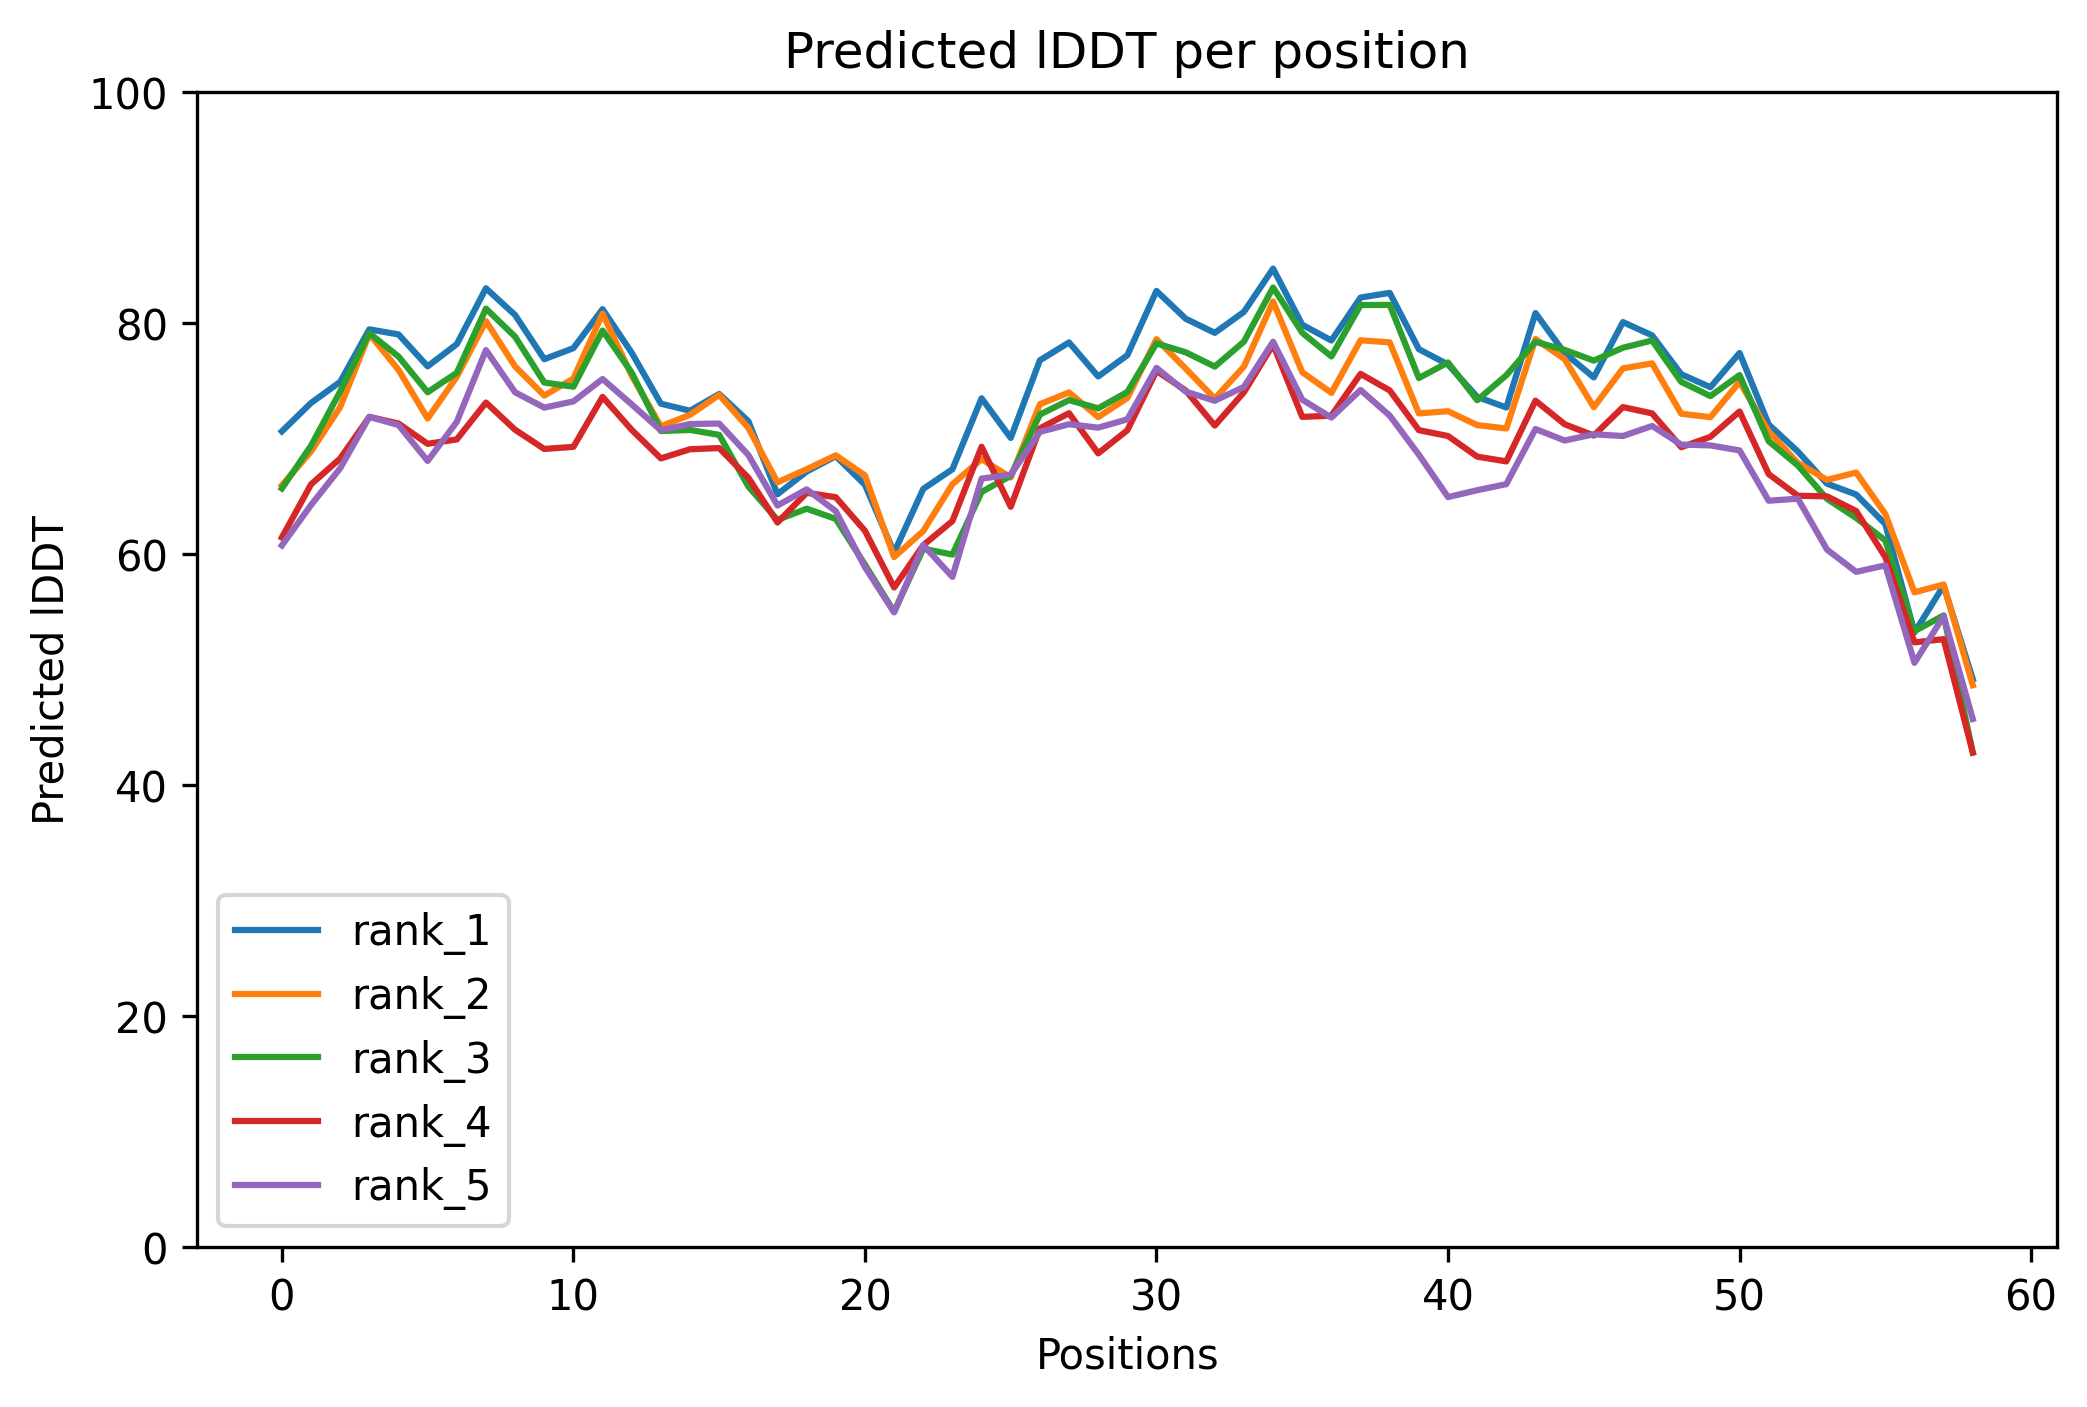 Predicted lDDT per position
100
80
60
40
20
0
Predicted lDDT
rank_1
rank_2
rank_3
rank_4
rank_5
0 10 20 30 40 50 60
Positions